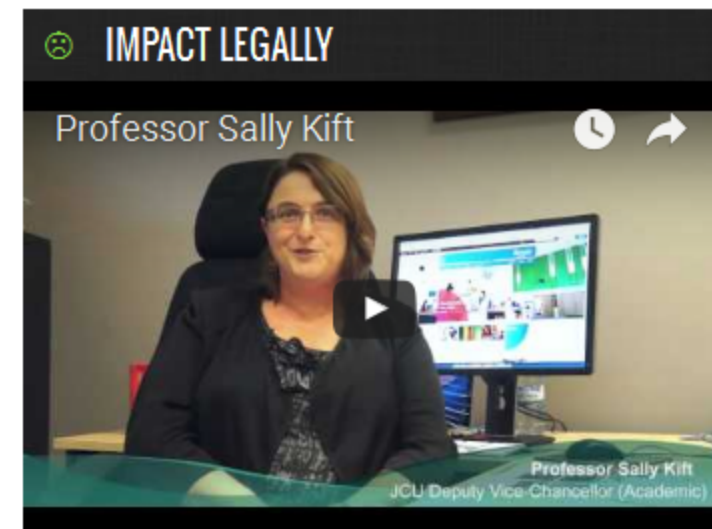 IMPACT LEGALLY
Professor Sally Kift
Professor Sally Kift
JCU Deputy Vice-Chancellor (Academic)